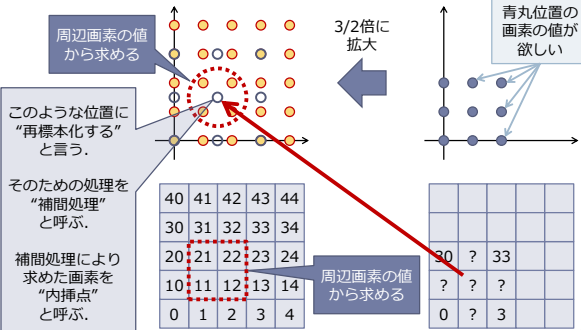 周辺画素の値
から求める
3/2倍に
拡大
青丸位置の
画素の値が
欲しい
このような位置に
“再標本化する”
と言う.
そのための処理を
“補間処理”
と呼ぶ.
補間処理により
求めた画素を
“内挿点”
と呼ぶ.
40 41 42 43 44
30 31 32 33 34
20 21 22 23 24
10 11 12 13 14
0 1 2 3 4
周辺画素の値
から求める
30 ? 33
? ? ?
0 ? 3